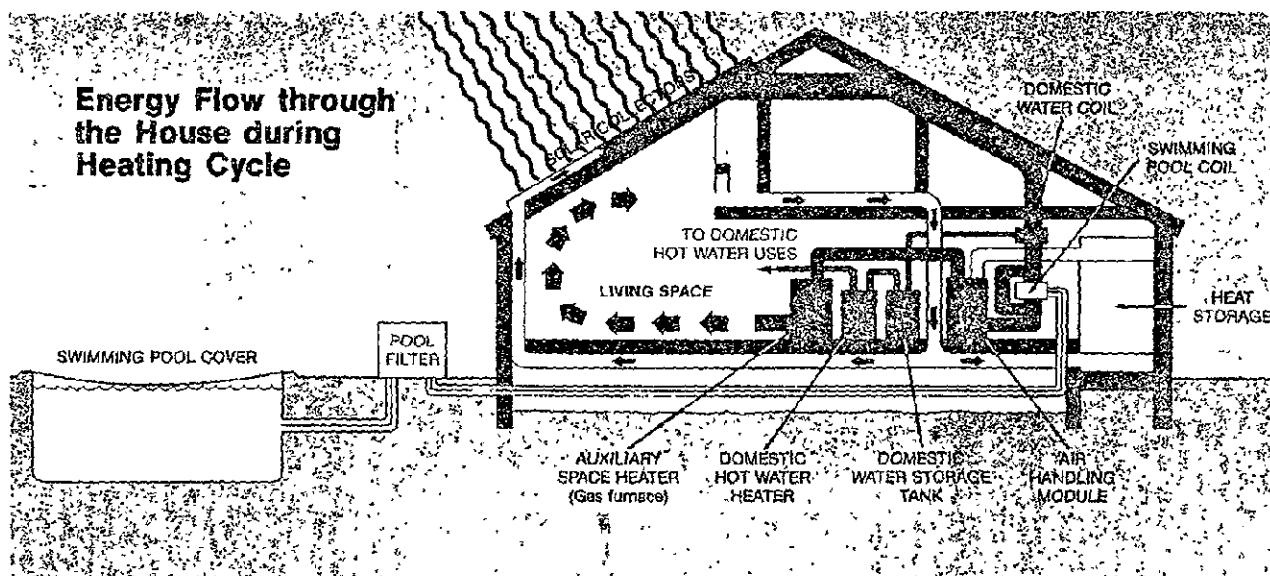 Energy Flow through
the House during
Heating Cycle
SOLAR COLLECTORS
DOMESTIC
WATER COIL
SWIMMING
POOL COIL
TO DOMESTIC
HOT WATER USES
LIVING SPACE
HEAT
STORAGE
POOL
FILTER
SWIMMING POOL COVER
AUXILIARY
SPACE HEATER
(Gas furnace)
DOMESTIC
HOT WATER
HEATER
DOMESTIC
WATER STORAGE
TANK
AIR
HANDLING
MODULE